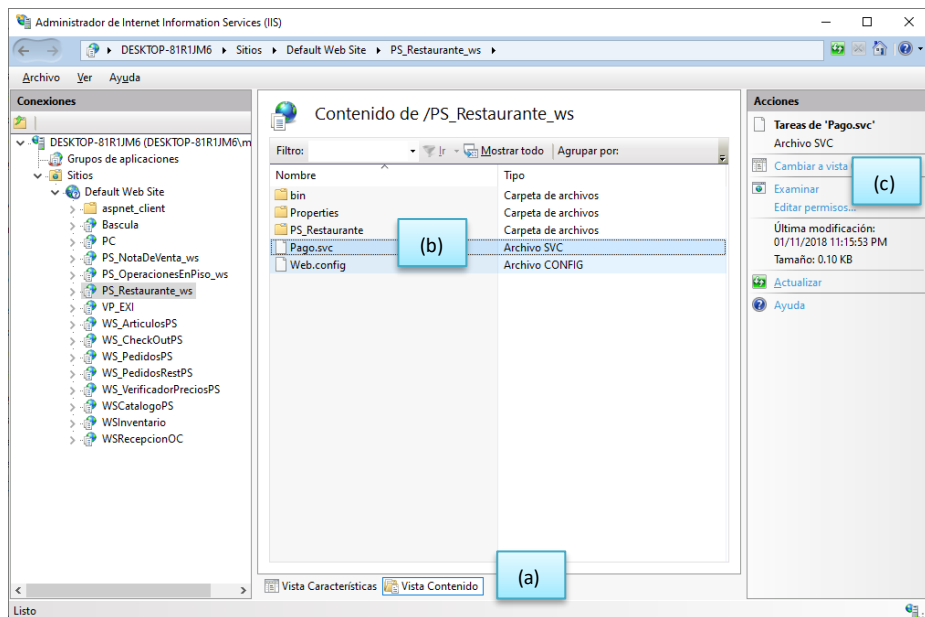 Administrador de Internet Information Services (IIS)
DESKTOP-81R1JM6 Sitios Default Web Site PS_Restaurante_ws
Archivo Ver Ayuda
Conexiones
DESKTOP-81R1JM6 (DESKTOP-81R1JM6\m
Grupos de aplicaciones
Sitios
Default Web Site
aspnet_client
Bascula
PC
PS_NotaDeVenta_ws
PS_OperacionesEnPiso_ws
PS_Restaurante_ws
VP_EXI
WS_ArticulosPS
WS_CheckOutPS
WS_PedidosPS
WS_PedidosRestPS
WS_VerificadorPreciosPS
WSCatalogoPS
WSInventario
WSRecepcionOC
Contenido de /PS_Restaurante_ws
Filtro: Ir Mostrar todo Agrupar por:
Nombre Tipo
bin Carpeta de archivos
Properties Carpeta de archivos
PS_Restaurante Carpeta de archivos
Pago.svc Archivo SVC
Web.config Archivo CONFIG
(b)
Vista Características Vista Contenido
(a)
Acciones
Tareas de 'Pago.svc'
Archivo SVC
Cambiar a vista
(c)
Examinar
Editar permisos...
Última modificación:
01/11/2018 11:15:53 PM
Tamaño: 0.10 KB
Actualizar
Ayuda
Listo